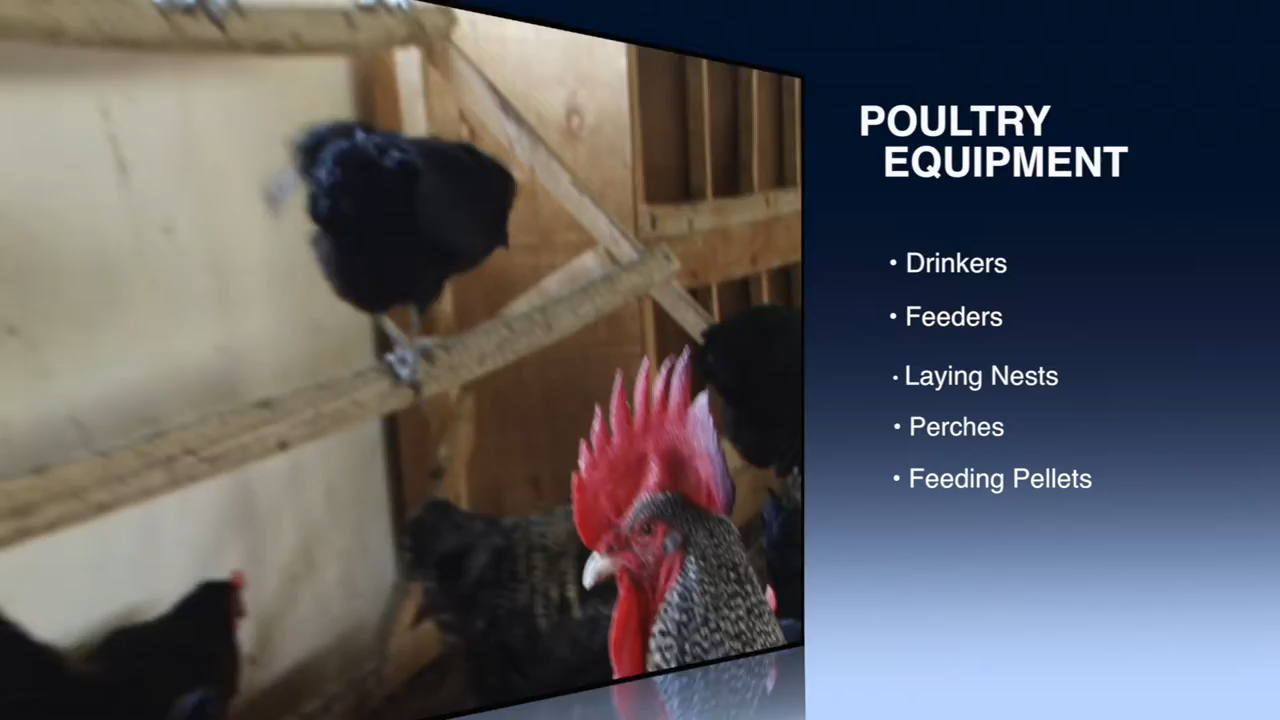 POULTRY
EQUIPMENT
• Drinkers
• Feeders
• Laying Nests
• Perches
• Feeding Pellets